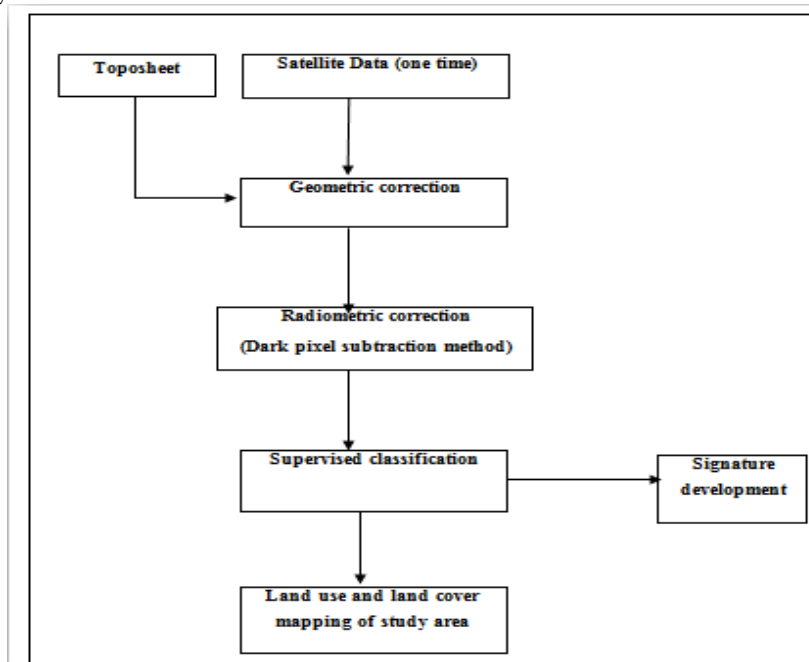 Toposheet
Satellite Data (one time)
Geometric correction
Radiometric correction
(Dark pixel subtraction method)
Supervised classification
Signature
development
Land use and land cover
mapping of study area